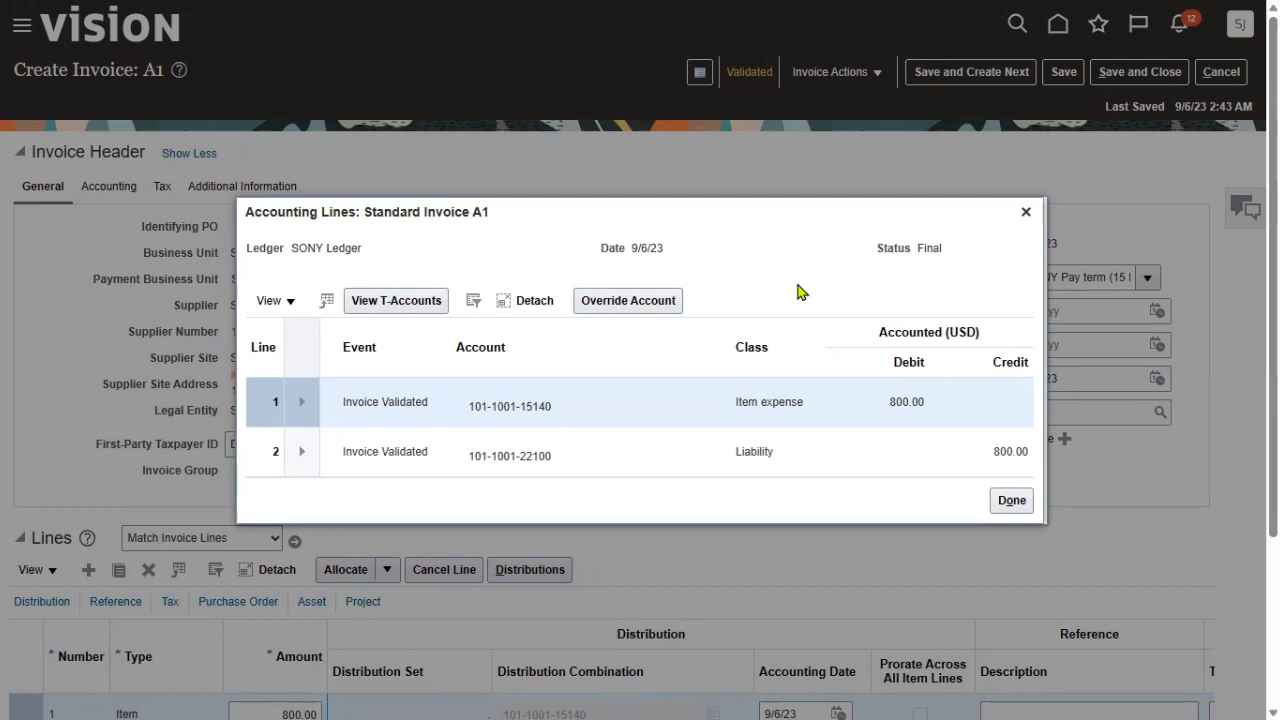 vision
12
SJ
Create Invoice: A1
Validated
Invoice Actions
Save and Create Next
Save
Save and Close
Cancel
Last Saved 9/6/23 2:43 AM
Invoice Header
Show Less
General
Accounting
Tax
Additional Information
Identifying PO
Business Unit
Payment Business Unit
Supplier
Supplier Number
Supplier Site
Supplier Site Address
Legal Entity
First-Party Taxpayer ID
Invoice Group
Pay term (15
Accounting Lines: Standard Invoice A1
Ledger SONY Ledger
Date 9/6/23
Status Final
View
View T-Accounts
Detach
Override Account
Line
Event
Account
Class
Accounted (USD)
Debit
Credit
1 Invoice Validated 101-1001-15140 Item expense 800.00
2 Invoice Validated 101-1001-22100 Liability 800.00
Done
Lines
Match Invoice Lines
View
Detach
Allocate
Cancel Line
Distributions
Distribution
Reference
Tax
Purchase Order
Asset
Project
Distribution
Reference
* Number
* Type
* Amount
Distribution Set
Distribution Combination
Accounting Date
Prorate Across
All Item Lines
Description
1 Item 800.00 101-1001-15140 9/6/23